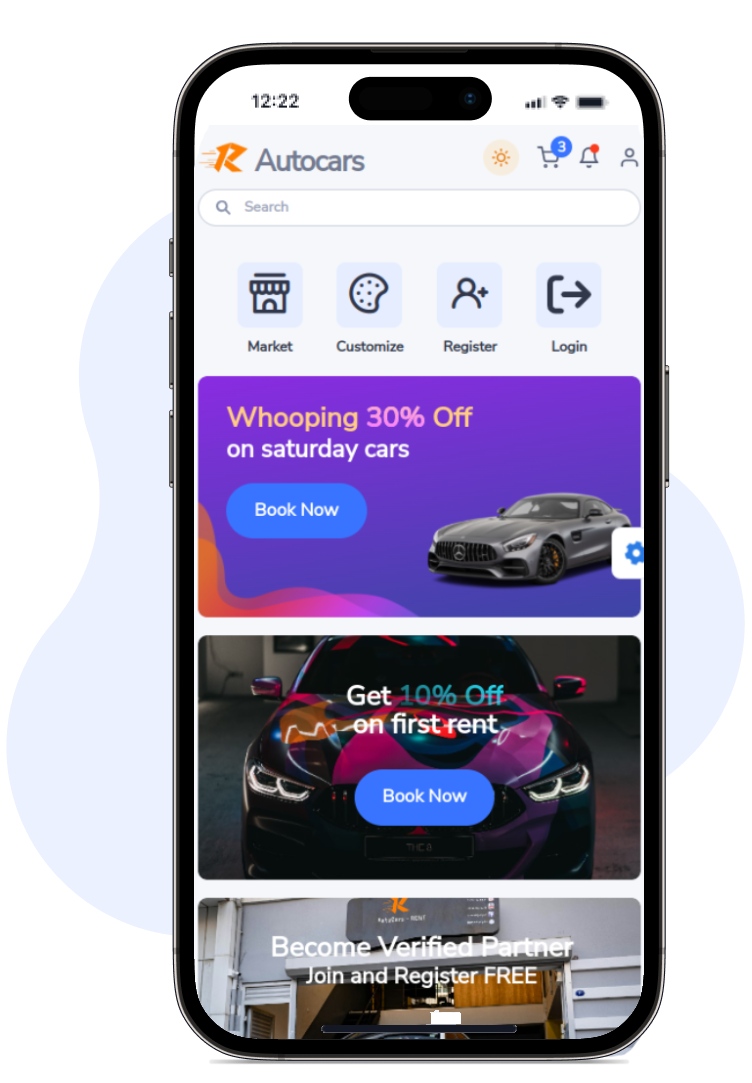 12:22
Autocars
3
Search
Market
Customize
Register
Login
Whooping 30% Off
on saturday cars
Book Now
Get 10% Off
on first rent
Book Now
Become Verified Partner
Join and Register FREE